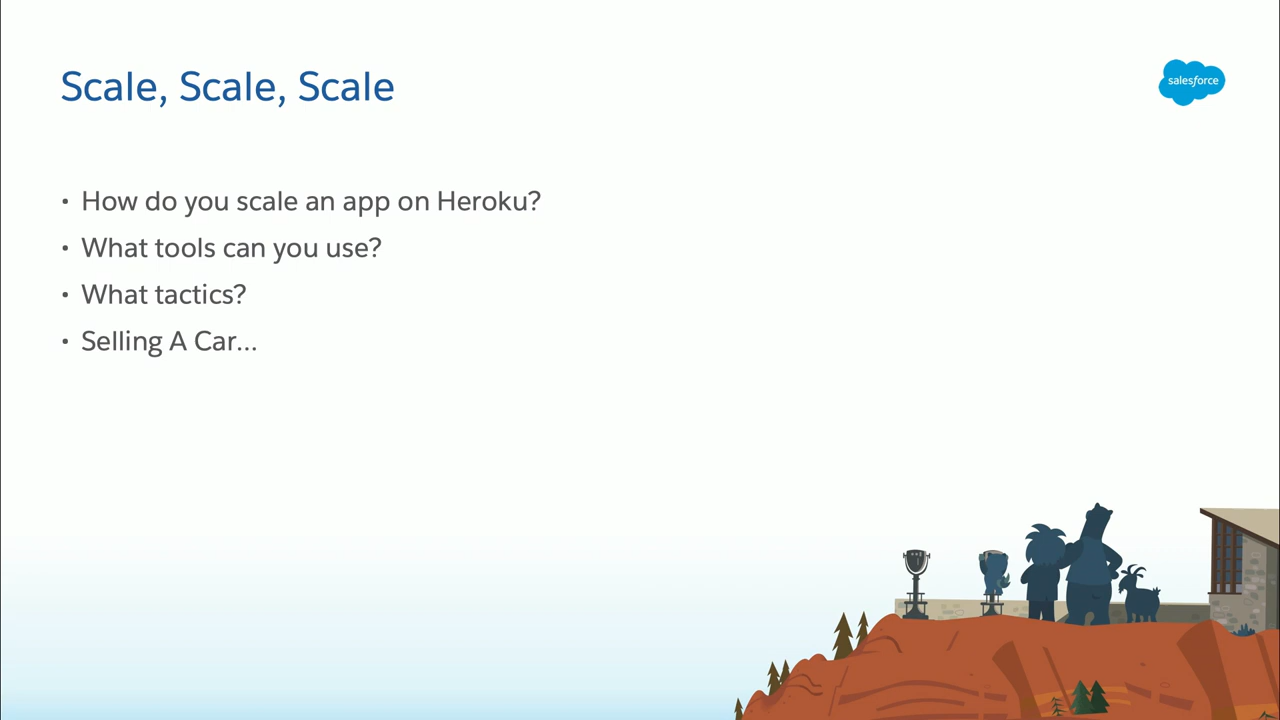 Scale, Scale, Scale
salesforce
• How do you scale an app on Heroku?
• What tools can you use?
• What tactics?
• Selling A Car...